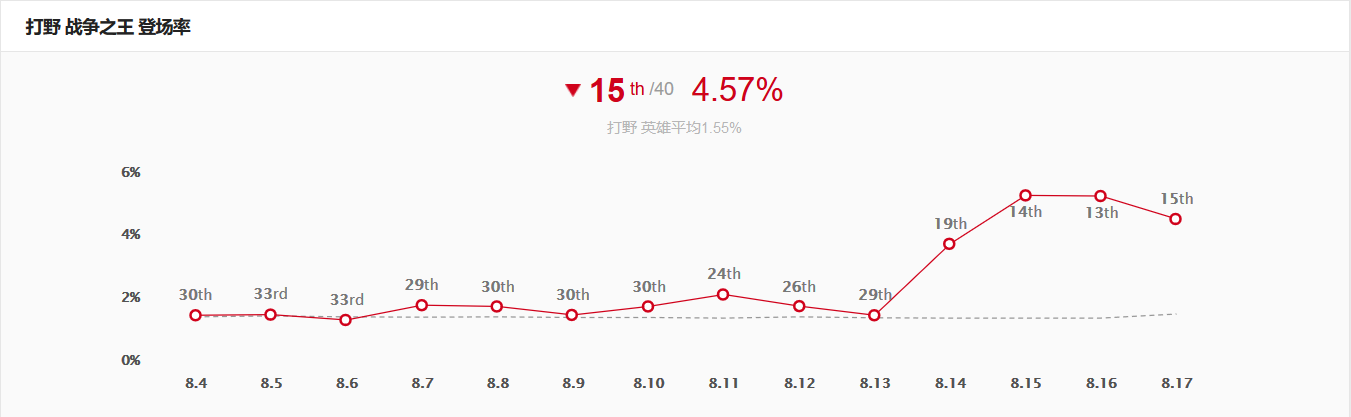 打野 战争之王 登场率
15 th /40 4.57%
打野 英雄平均1.55%
6%
4%
2%
0%
30th 33rd 33rd 29th 30th 30th 30th 24th 26th 29th 19th 14th 13th 15th
8.4 8.5 8.6 8.7 8.8 8.9 8.10 8.11 8.12 8.13 8.14 8.15 8.16 8.17